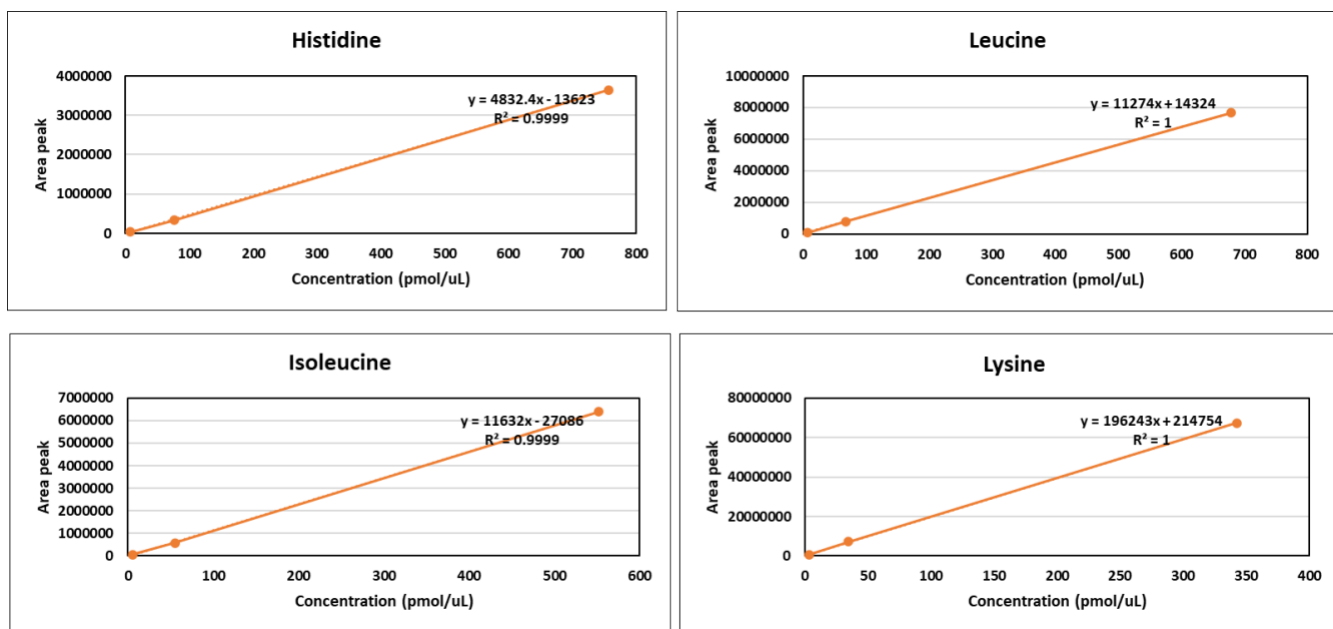 Histidine
4000000
y = 4832.4x - 13623
R² = 0.9999
3000000
2000000
1000000
0
Area peak
0 100 200 300 400 500 600 700 800
Concentration (pmol/uL)
Leucine
10000000
y = 11274x + 14324
R² = 1
8000000
6000000
4000000
2000000
0
Area peak
0 100 200 300 400 500 600 700 800
Concentration (pmol/uL)
Isoleucine
7000000
y = 11632x - 27086
R² = 0.9999
6000000
5000000
4000000
3000000
2000000
1000000
0
Area peak
0 100 200 300 400 500 600
Concentration (pmol/uL)
Lysine
80000000
y = 196243x + 214754
R² = 1
60000000
40000000
20000000
0
Area peak
0 50 100 150 200 250 300 350 400
Concentration (pmol/uL)